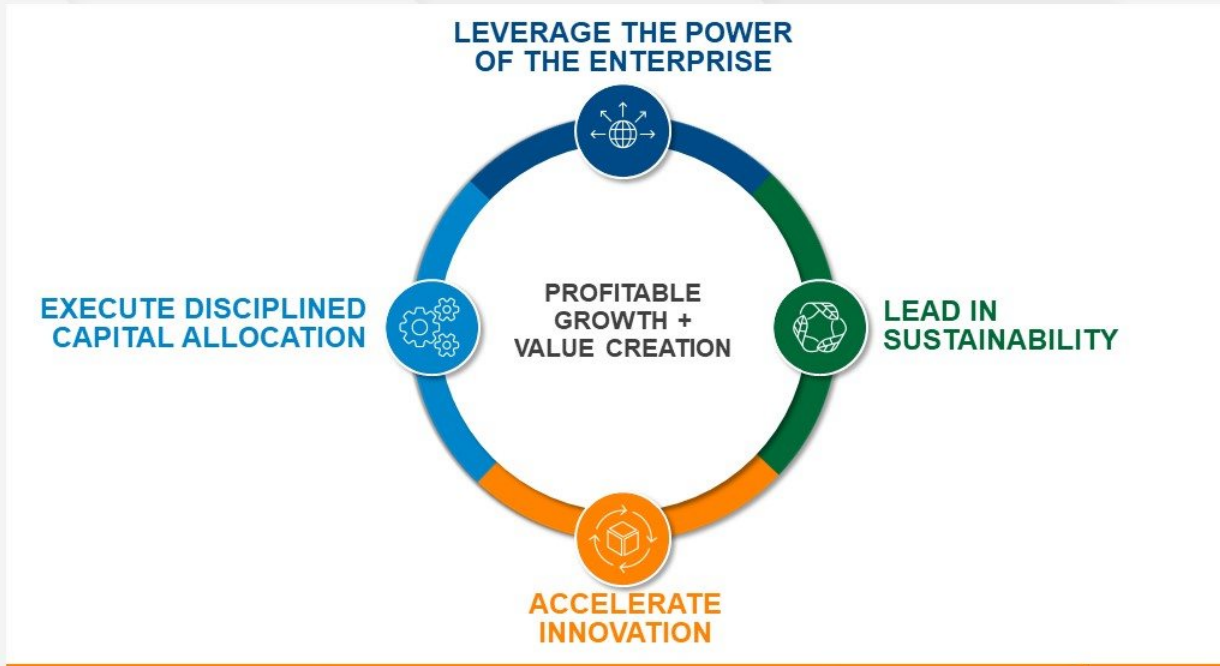 LEVERAGE THE POWER
OF THE ENTERPRISE
EXECUTE DISCIPLINED
CAPITAL ALLOCATION
PROFITABLE
GROWTH +
VALUE CREATION
LEAD IN
SUSTAINABILITY
ACCELERATE
INNOVATION